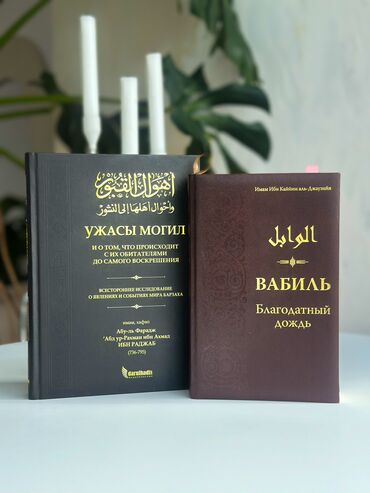 أهوال القبور
وأحوال أهلها إلى النشور
УЖАСЫ МОГИЛ
И О ТОМ, ЧТО ПРОИСХОДИТ
С ИХ ОБИТАТЕЛЯМИ
ДО САМОГО ВОСКРЕШЕНИЯ
ВСЕСТОРОННЕЕ ИССЛЕДОВАНИЕ
О ЯВЛЕНИЯХ И СОБЫТИЯХ МИРА БАРЗАХА
имам, хафиз
Абу-ль Фарадж
‘Абд ур-Рахман ибн Ахмад
ИБН РАДЖАБ
(736-795)
darulhadis
Имам Ибн Каййим аль-Джаузийя
الوابل
ВАБИЛЬ
Благодатный
дождь